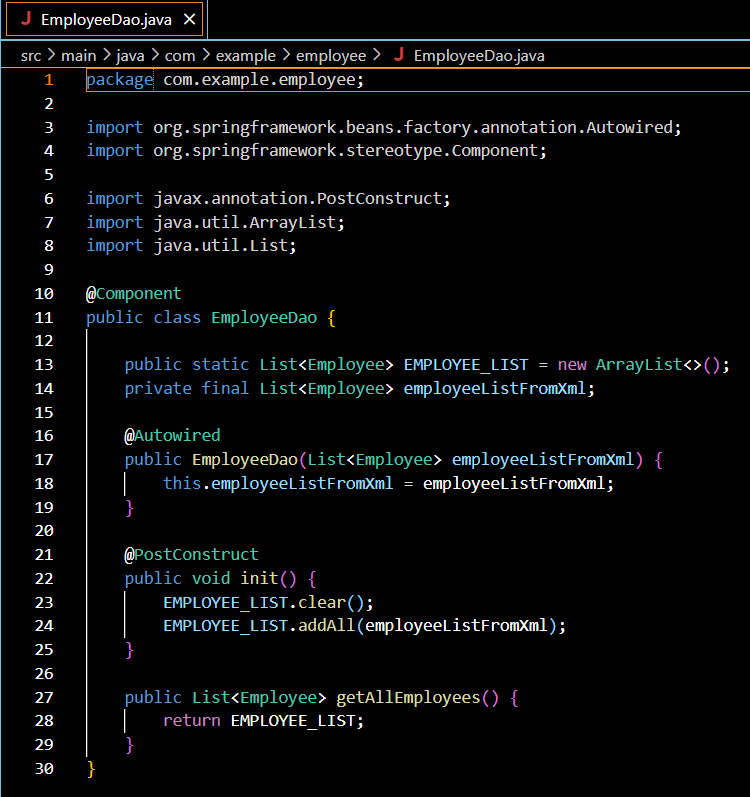 J EmployeeDao.java ×
src > main > java > com > example > employee > J EmployeeDao.java
1 package com.example.employee;
2
3 import org.springframework.beans.factory.annotation.Autowired;
4 import org.springframework.stereotype.Component;
5
6 import javax.annotation.PostConstruct;
7 import java.util.ArrayList;
8 import java.util.List;
9
10 @Component
11 public class EmployeeDao {
12
13     public static List<Employee> EMPLOYEE_LIST = new ArrayList<>();
14     private final List<Employee> employeeListFromXml;
15
16     @Autowired
17     public EmployeeDao(List<Employee> employeeListFromXml) {
18         this.employeeListFromXml = employeeListFromXml;
19     }
20
21     @PostConstruct
22     public void init() {
23         EMPLOYEE_LIST.clear();
24         EMPLOYEE_LIST.addAll(employeeListFromXml);
25     }
26
27     public List<Employee> getAllEmployees() {
28         return EMPLOYEE_LIST;
29     }
30 }